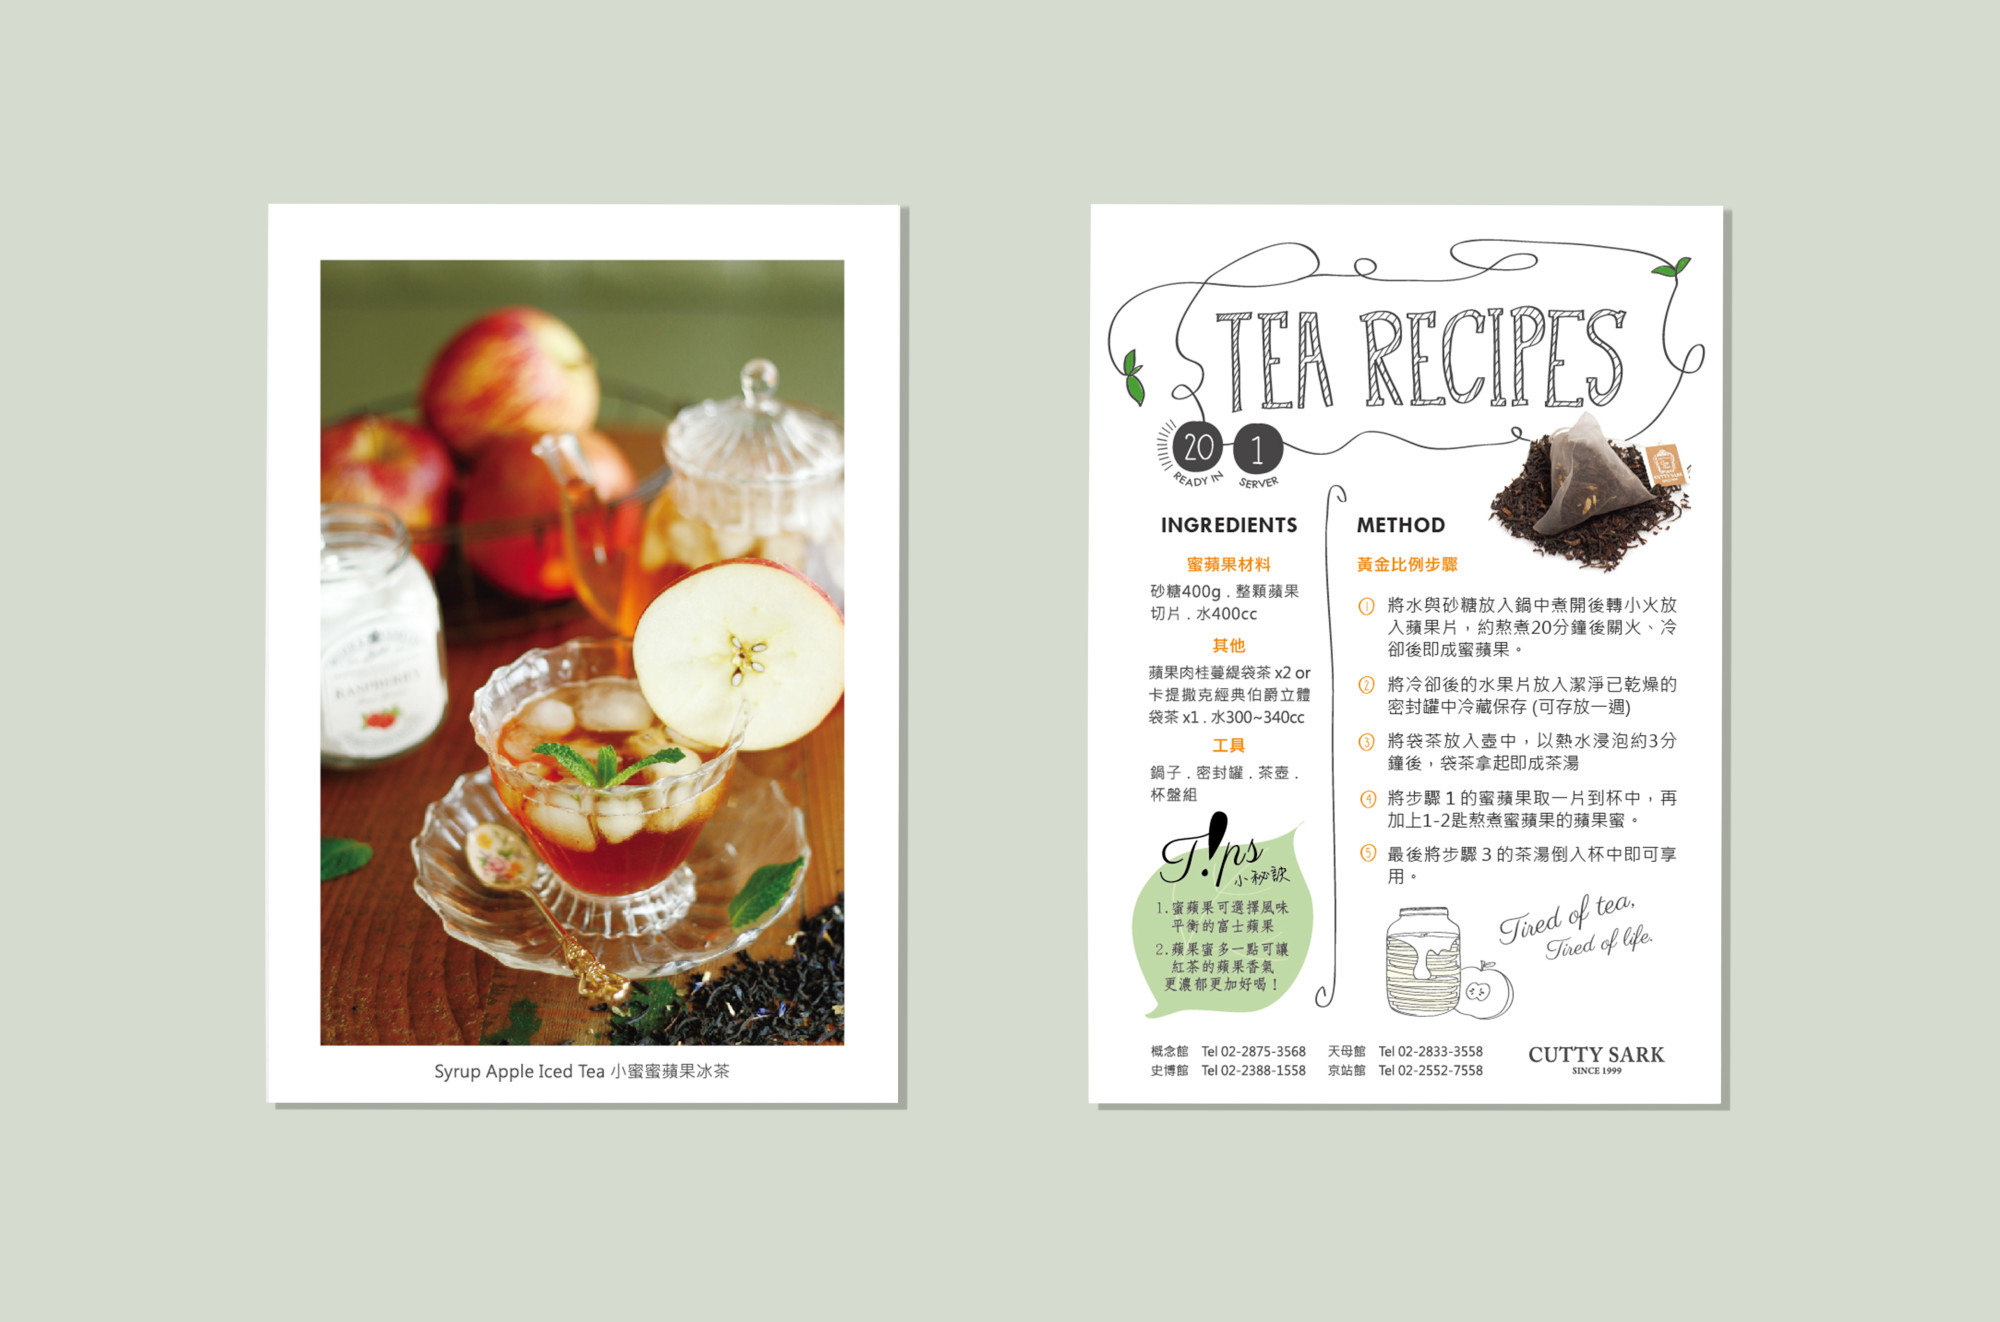 RASPBERRY
Syrup Apple Iced Tea 小蜜蜜蘋果冰茶
TEA RECIPES
20
READY IN
1
SERVER
CUTTY SARK
INGREDIENTS
蜜蘋果材料
砂糖400g . 整顆蘋果
切片 . 水400cc
其他
蘋果肉桂蔓緹袋茶 x2 or
卡提撒克經典伯爵立體
袋茶 x1 . 水300~340cc
工具
鍋子 . 密封罐 . 茶壺 .
杯盤組
T!ps
小秘訣
1. 蜜蘋果可選擇風味
平衡的富士蘋果
2. 蘋果蜜多一點可讓
紅茶的蘋果香氣
更濃郁更加好喝！
METHOD
黃金比例步驟
1 將水與砂糖放入鍋中煮開後轉小火放
入蘋果片，約熬煮20分鐘後關火、冷
卻後即成蜜蘋果。
2 將冷卻後的水果片放入潔淨已乾燥的
密封罐中冷藏保存 (可存放一週)
3 將袋茶放入壺中，以熱水浸泡約3分
鐘後，袋茶拿起即成茶湯
4 將步驟 1 的蜜蘋果取一片到杯中，再
加上1-2匙熬煮蜜蘋果的蘋果蜜。
5 最後將步驟 3 的茶湯倒入杯中即可享
用。
Tired of tea,
Tired of life.
概念館 Tel 02-2875-3568 天母館 Tel 02-2833-3558
史博館 Tel 02-2388-1558 京站館 Tel 02-2552-7558
CUTTY SARK
SINCE 1999